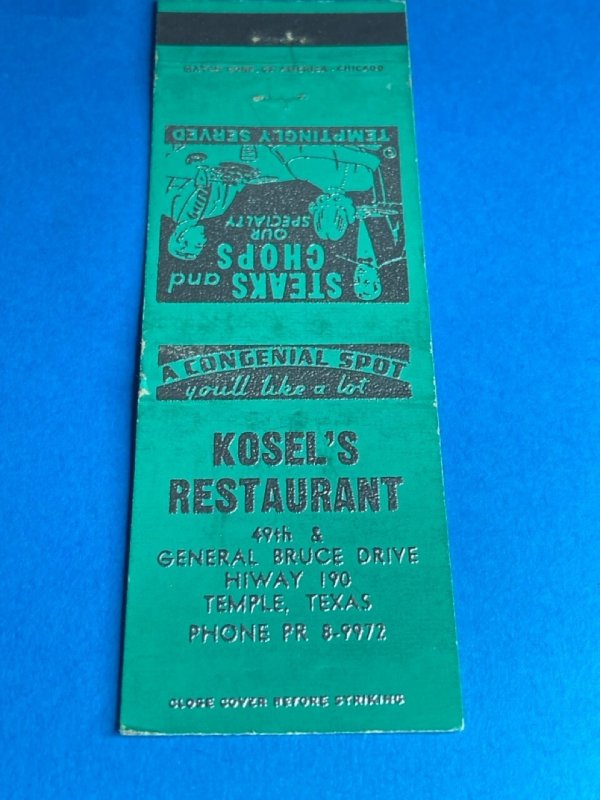 MATCH CORP. OF AMERICA, CHICAGO
TEMPTINGLY SERVED
OUR
SPECIALTY
STEAKS and
CHOPS
A CONGENIAL SPOT
you'll like a lot...
KOSEL'S
RESTAURANT
49th &
GENERAL BRUCE DRIVE
HIWAY 190
TEMPLE, TEXAS
PHONE PR 8-9972
CLOSE COVER BEFORE STRIKING